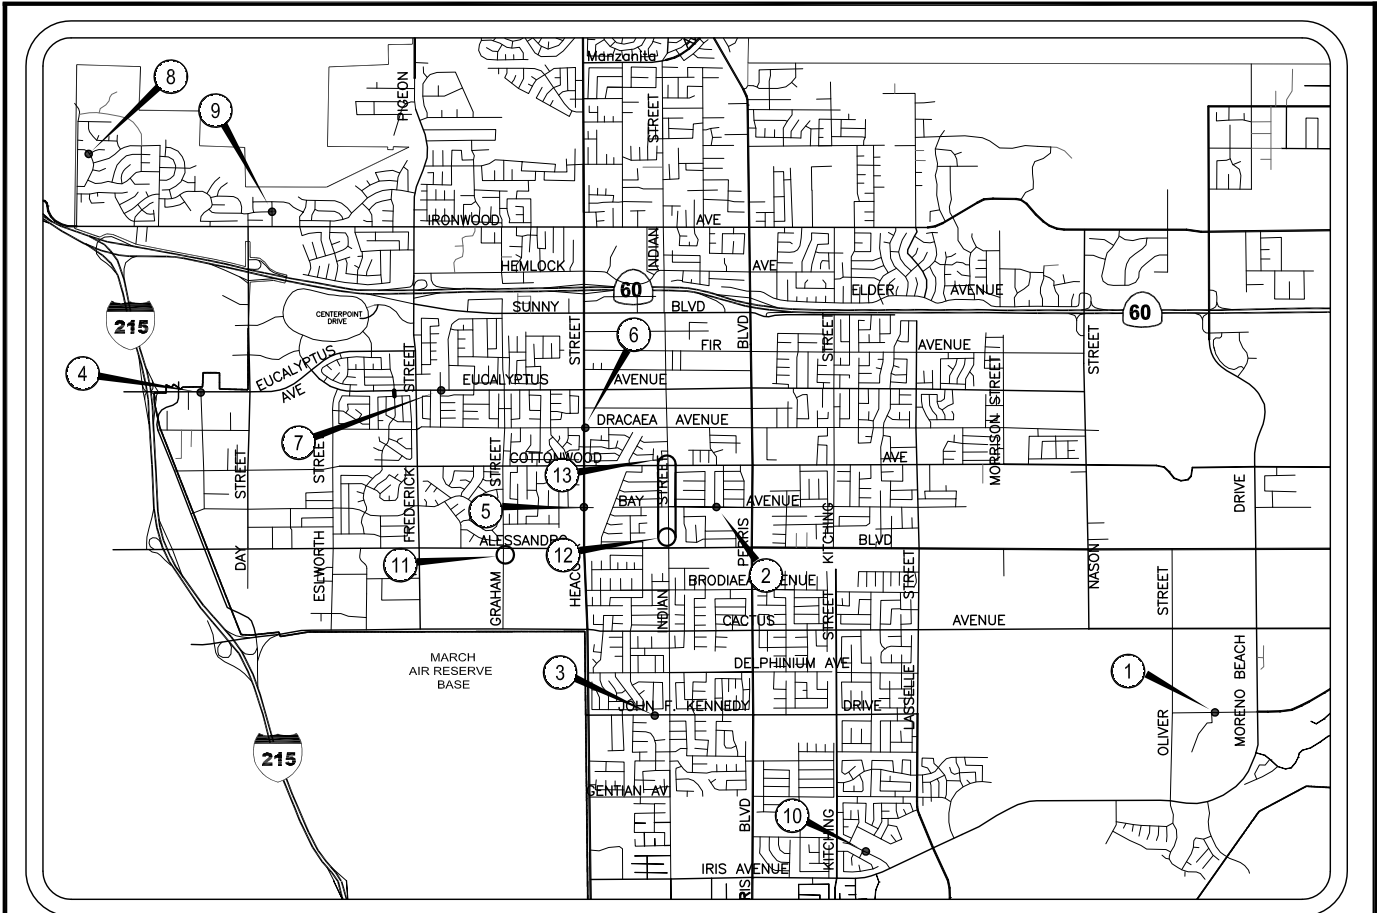 Manzanita
8
PIGEON
9
STREET
IRONWOOD
AVE
INDIAN
HEMLOCK
AVE
60
ELDER
AVENUE
SUNNY
BLVD
60
CENTERPOINT
DRIVE
215
STREET
6
BLVD
STREET
STREET
FIR
AVENUE
4
EUCALYPTUS
AVE
STREET
EUCALYPTUS
AVENUE
MORRISON STREET
7
DRACAEA
AVENUE
STREET
STREET
STREET
COTTONWOOD
13
STREET
AVE
DRIVE
FREDERICK
5
BAY
AVENUE
KITCHING
DAY
ESLWORTH
ALESSANDRO
PERRIS
BLVD
11
12
HEACOCK
STREET
NASON
STREET
GRAHAM
BRODIAEA AVENUE
2
INDIAN
CACTUS
STREET
AVENUE
MARCH
AIR RESERVE
BASE
3
DELPHINIUM AVE
LASSELLE
1
MORENO BEACH
JOHN F. KENNEDY
DRIVE
OLIVER
215
GENTIAN AV
BLVD
10
KITCHING
IRIS AVENUE
RIS